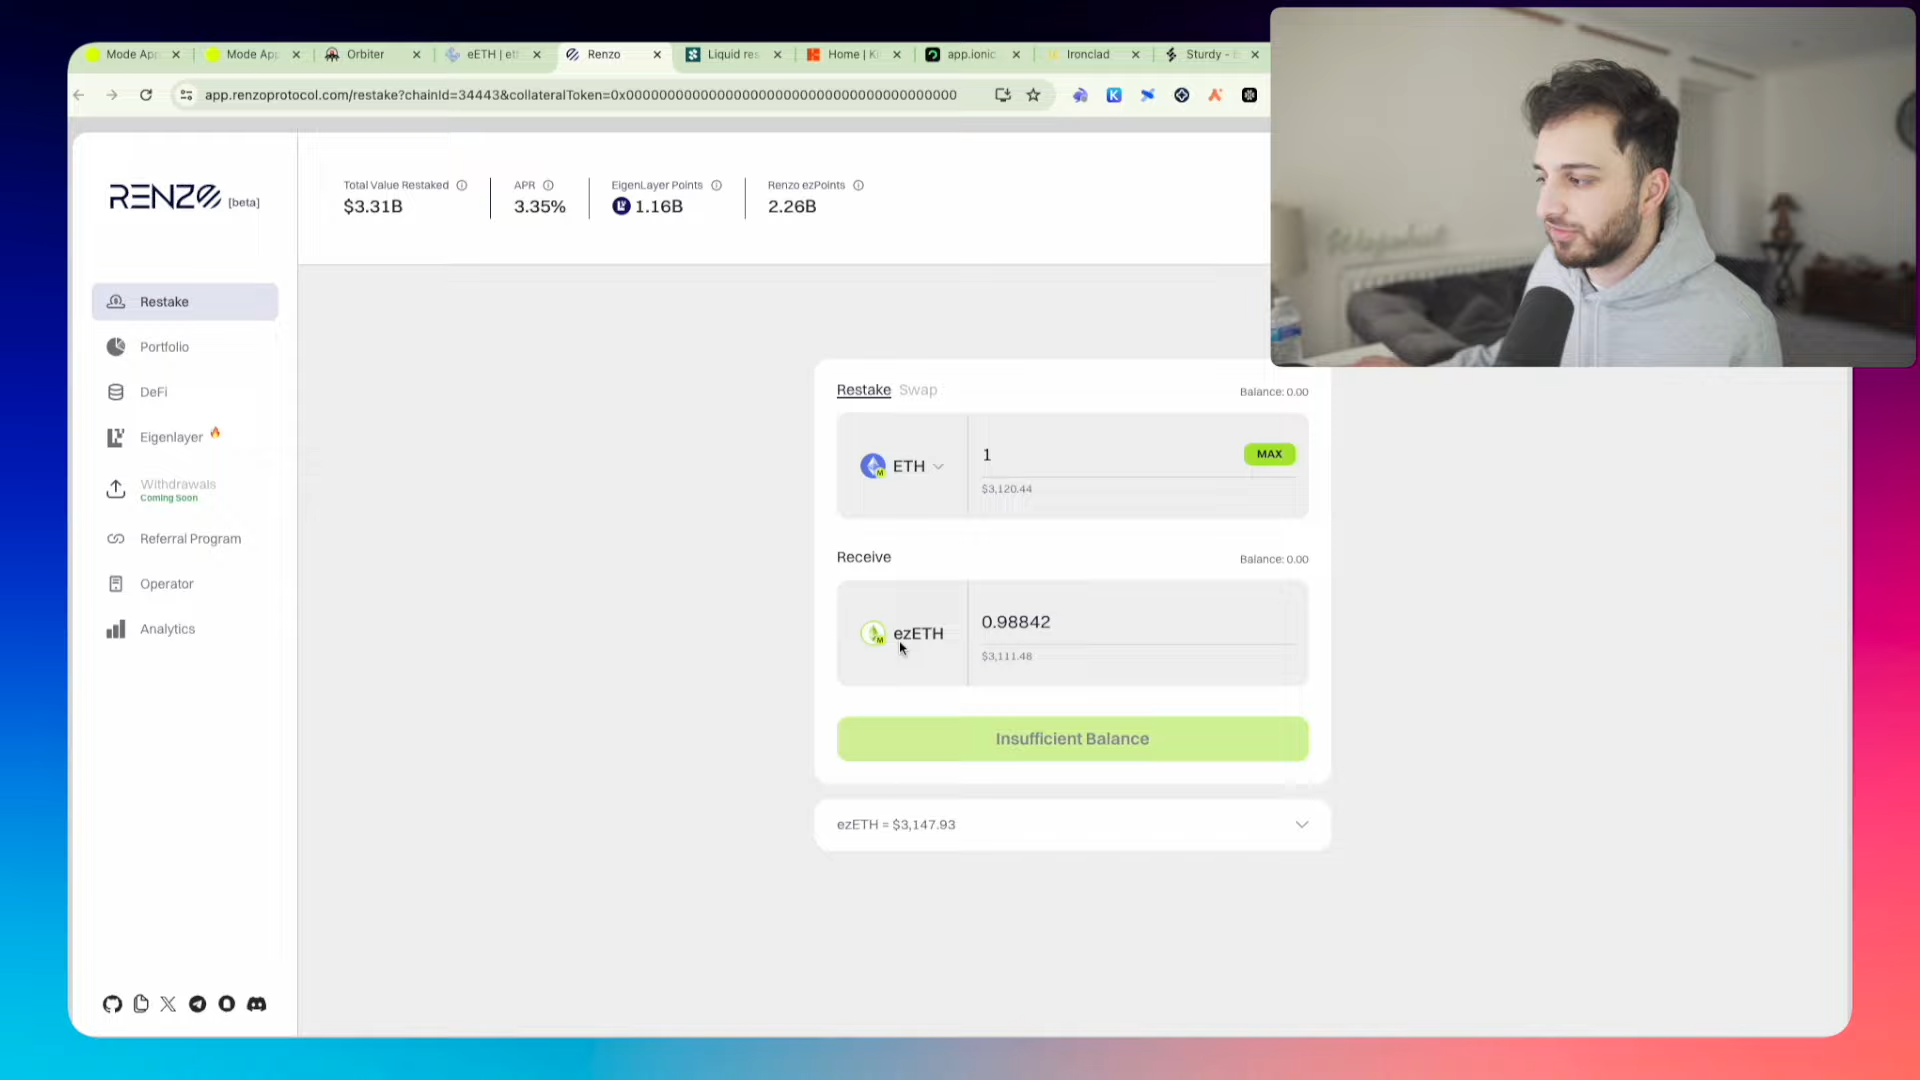 Mode App
Mode App
Orbiter
eETH | et
Renzo
Liquid res
Home | K
app.ionic
Ironclad
Sturdy - E
app.renzoprotocol.com/restake?chainId=34443&collateralToken=0x0000000000000000000000000000000000000000
RENZO [beta]
Total Value Restaked
$3.31B
APR
3.35%
EigenLayer Points
1.16B
Renzo ezPoints
2.26B
Restake
Portfolio
DeFi
Eigenlayer
Withdrawals
Coming Soon
Referral Program
Operator
Analytics
Restake Swap
Balance: 0.00
ETH
1
MAX
$3,120.44
Receive
Balance: 0.00
ezETH
0.98842
$3,111.48
Insufficient Balance
ezETH = $3,147.93